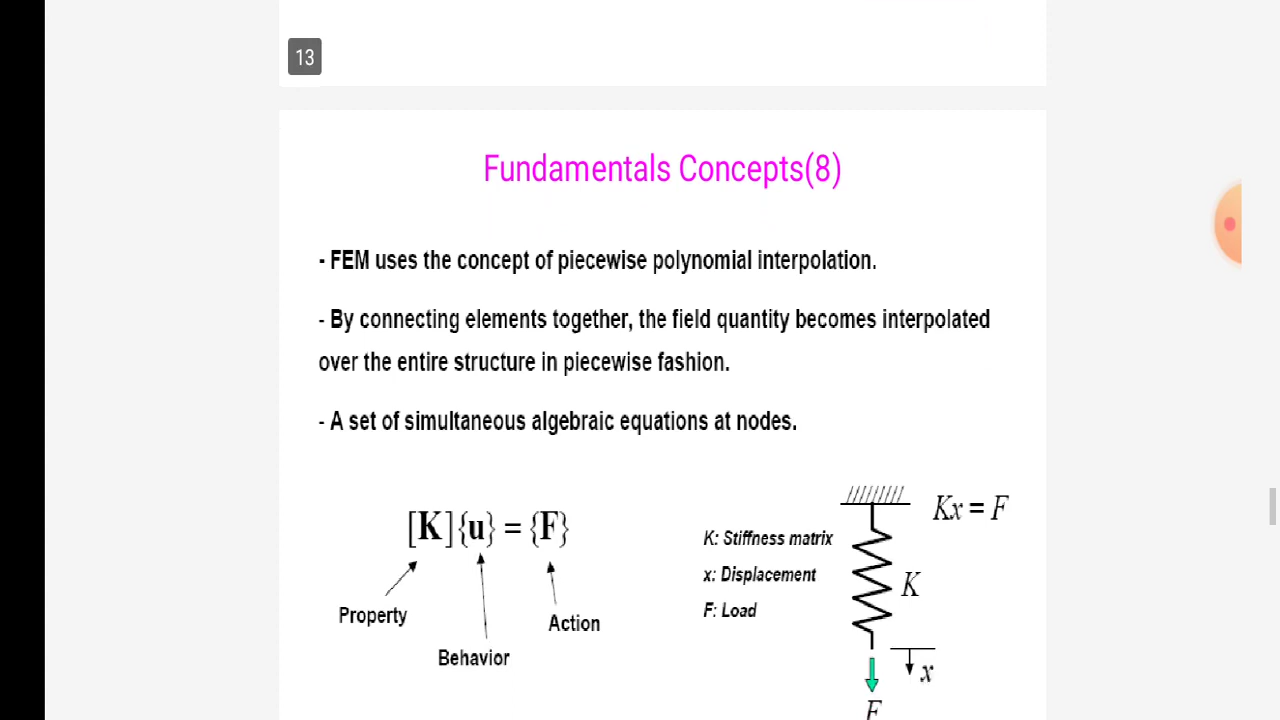 13
Fundamentals Concepts(8)
- FEM uses the concept of piecewise polynomial interpolation.
- By connecting elements together, the field quantity becomes interpolated
over the entire structure in piecewise fashion.
- A set of simultaneous algebraic equations at nodes.
[K]{u} = {F}
Property
Behavior
Action
K: Stiffness matrix
x: Displacement
F: Load
Kx = F
K
x
F